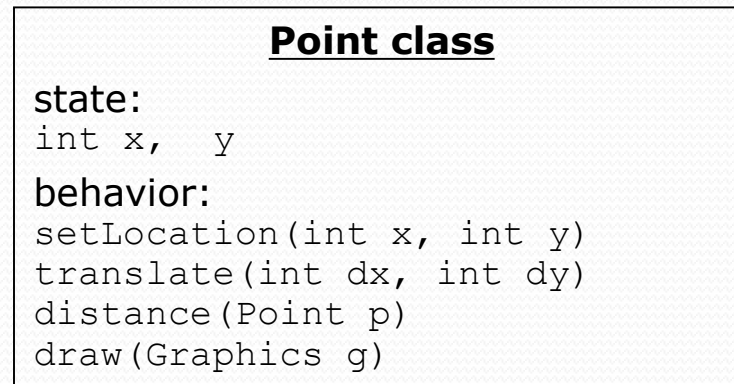 Point class
state:
int x,  y
behavior:
setLocation(int x, int y)
translate(int dx, int dy)
distance(Point p)
draw(Graphics g)